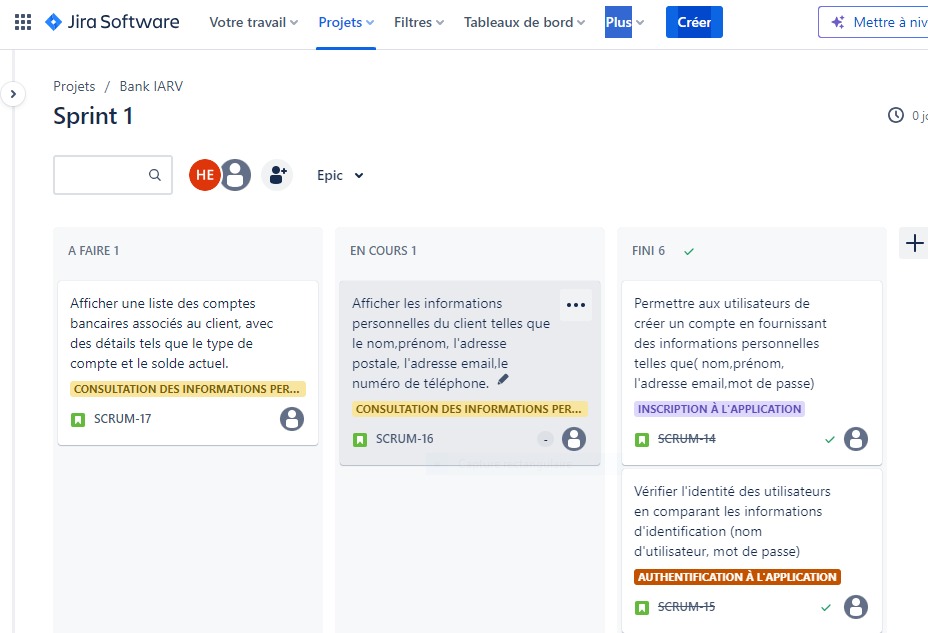 Jira Software
Votre travail
Projets
Filtres
Tableaux de bord
Plus
Créer
Mettre à niv
Projets / Bank IARV
Sprint 1
0 jo
HE
Epic
A FAIRE 1
Afficher une liste des comptes
bancaires associés au client, avec
des détails tels que le type de
compte et le solde actuel.
CONSULTATION DES INFORMATIONS PER...
SCRUM-17
EN COURS 1
Afficher les informations
personnelles du client telles que
le nom,prénom, l'adresse
postale, l'adresse email,le
numéro de téléphone.
CONSULTATION DES INFORMATIONS PER...
SCRUM-16
-
FINI 6
Permettre aux utilisateurs de
créer un compte en fournissant
des informations personnelles
telles que( nom,prénom,
l'adresse email,mot de passe)
INSCRIPTION À L'APPLICATION
SCRUM-14
Vérifier l'identité des utilisateurs
en comparant les informations
d'identification (nom
d'utilisateur, mot de passe)
AUTHENTIFICATION À L'APPLICATION
SCRUM-15